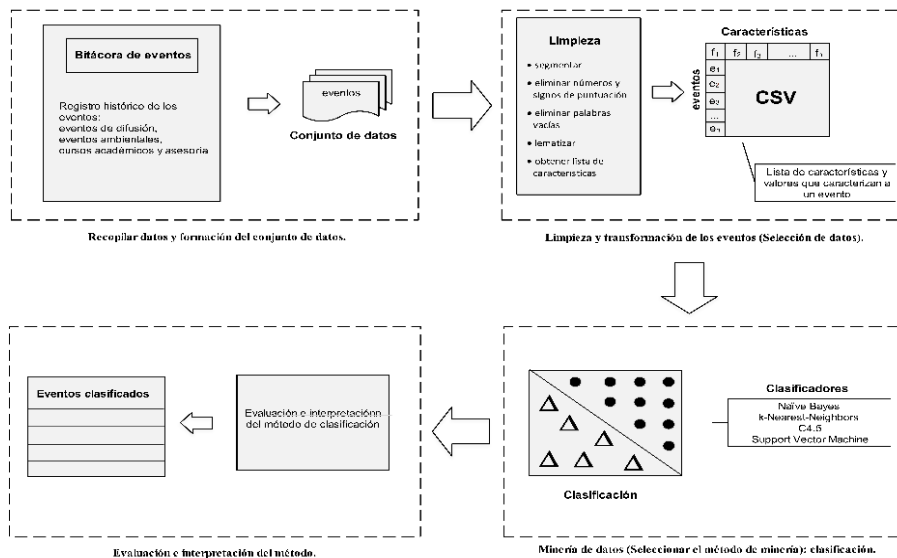 Bitácora de eventos
Registro histórico de los
eventos:
eventos de difusión,
eventos ambientales,
cursos académicos y asesoría
eventos
Conjunto de datos
Recopilar datos y formación del conjunto de datos.
Limpieza
• segmentar
• eliminar números y
signos de puntuación
• eliminar palabras
vacías
• lematizar
• obtener lista de
características
Características
f1 f2 f3 ... fn
eventos
e1
e2
e3
...
en
CSV
Lista de características y
valores que caracterizan a
un evento
Limpieza y transformación de los eventos (Selección de datos).
Eventos clasificados
Evaluación e interpretaciónn
del método de clasificación
Evaluación e interpretación del método.
Clasificación
Clasificadores
Naïve Bayes
k-Nearest-Neighbors
C4.5
Support Vector Machine
Minería de datos (Seleccionar el método de minería): clasificación.